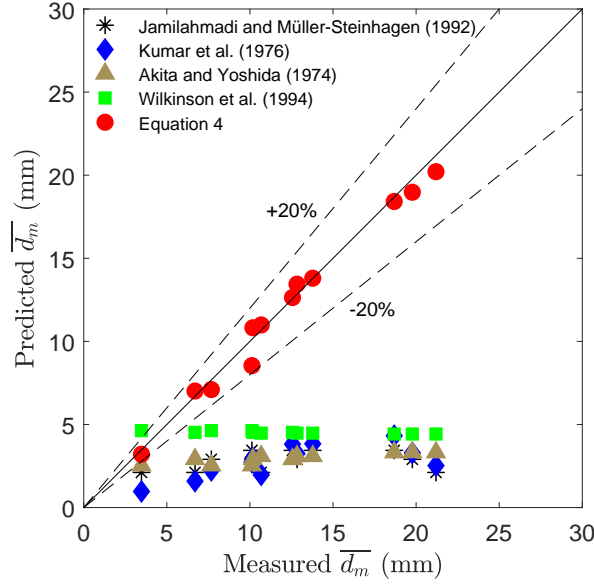 30
25
20
15
10
5
0
Predicted d_m (mm)
Jamilahmadi and Müller-Steinhagen (1992)
Kumar et al. (1976)
Akita and Yoshida (1974)
Wilkinson et al. (1994)
Equation 4
+20%
-20%
0 5 10 15 20 25 30
Measured d_m (mm)